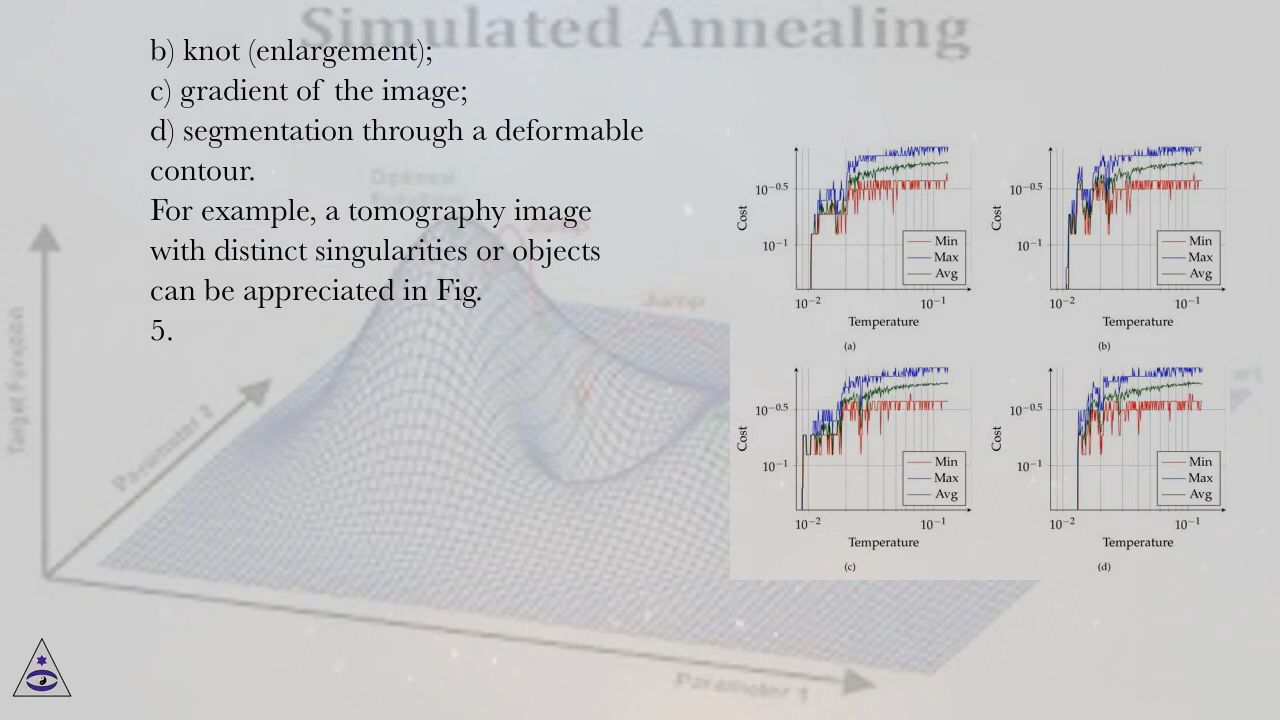 Simulated Annealing
b) knot (enlargement);
c) gradient of the image;
d) segmentation through a deformable
contour.
For example, a tomography image
with distinct singularities or objects
can be appreciated in Fig.
5.
Optimal
Jump
Jump
Target Function
Parameter 2
Parameter 1
10^−0.5
10^−1
Cost
Min
Max
Avg
10^−2
10^−1
Temperature
(a)
10^−0.5
10^−1
Cost
Min
Max
Avg
10^−2
10^−1
Temperature
(b)
10^−0.5
10^−1
Cost
Min
Max
Avg
10^−2
10^−1
Temperature
(c)
10^−0.5
10^−1
Cost
Min
Max
Avg
10^−2
10^−1
Temperature
(d)